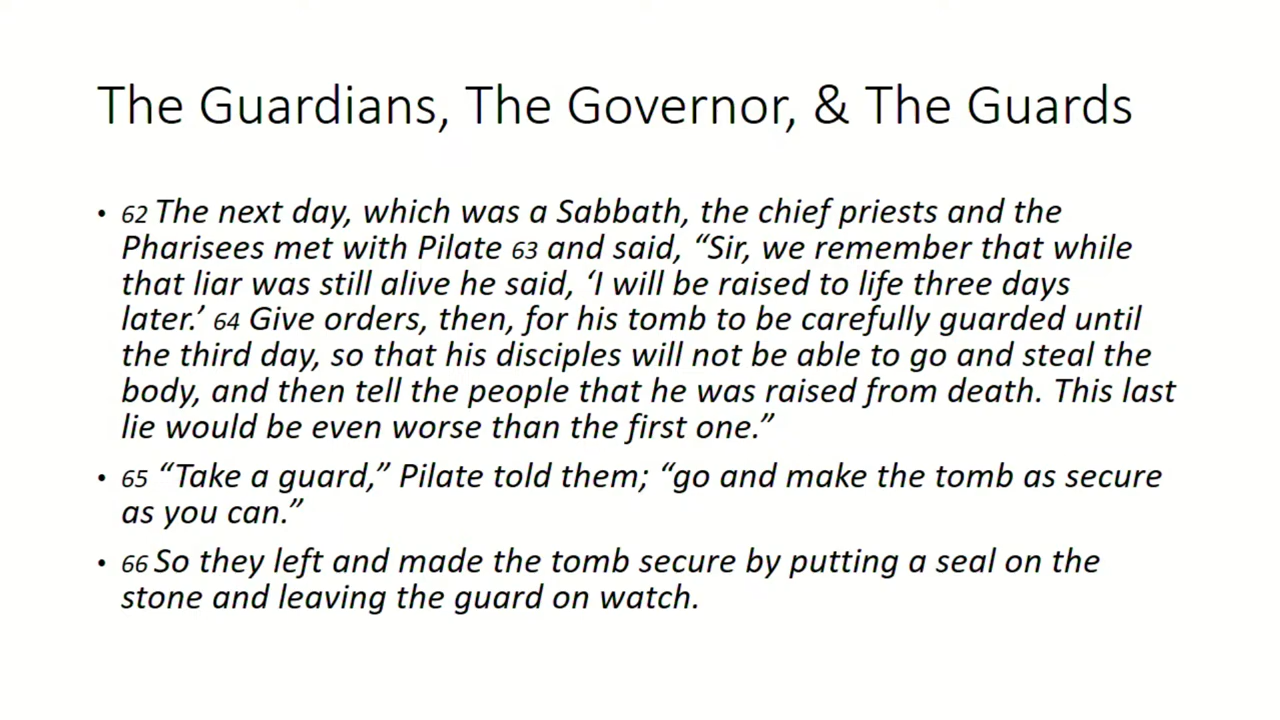 The Guardians, The Governor, & The Guards
• 62 The next day, which was a Sabbath, the chief priests and the
Pharisees met with Pilate 63 and said, “Sir, we remember that while
that liar was still alive he said, ‘I will be raised to life three days
later.’ 64 Give orders, then, for his tomb to be carefully guarded until
the third day, so that his disciples will not be able to go and steal the
body, and then tell the people that he was raised from death. This last
lie would be even worse than the first one.”
• 65 “Take a guard,” Pilate told them; “go and make the tomb as secure
as you can.”
• 66 So they left and made the tomb secure by putting a seal on the
stone and leaving the guard on watch.